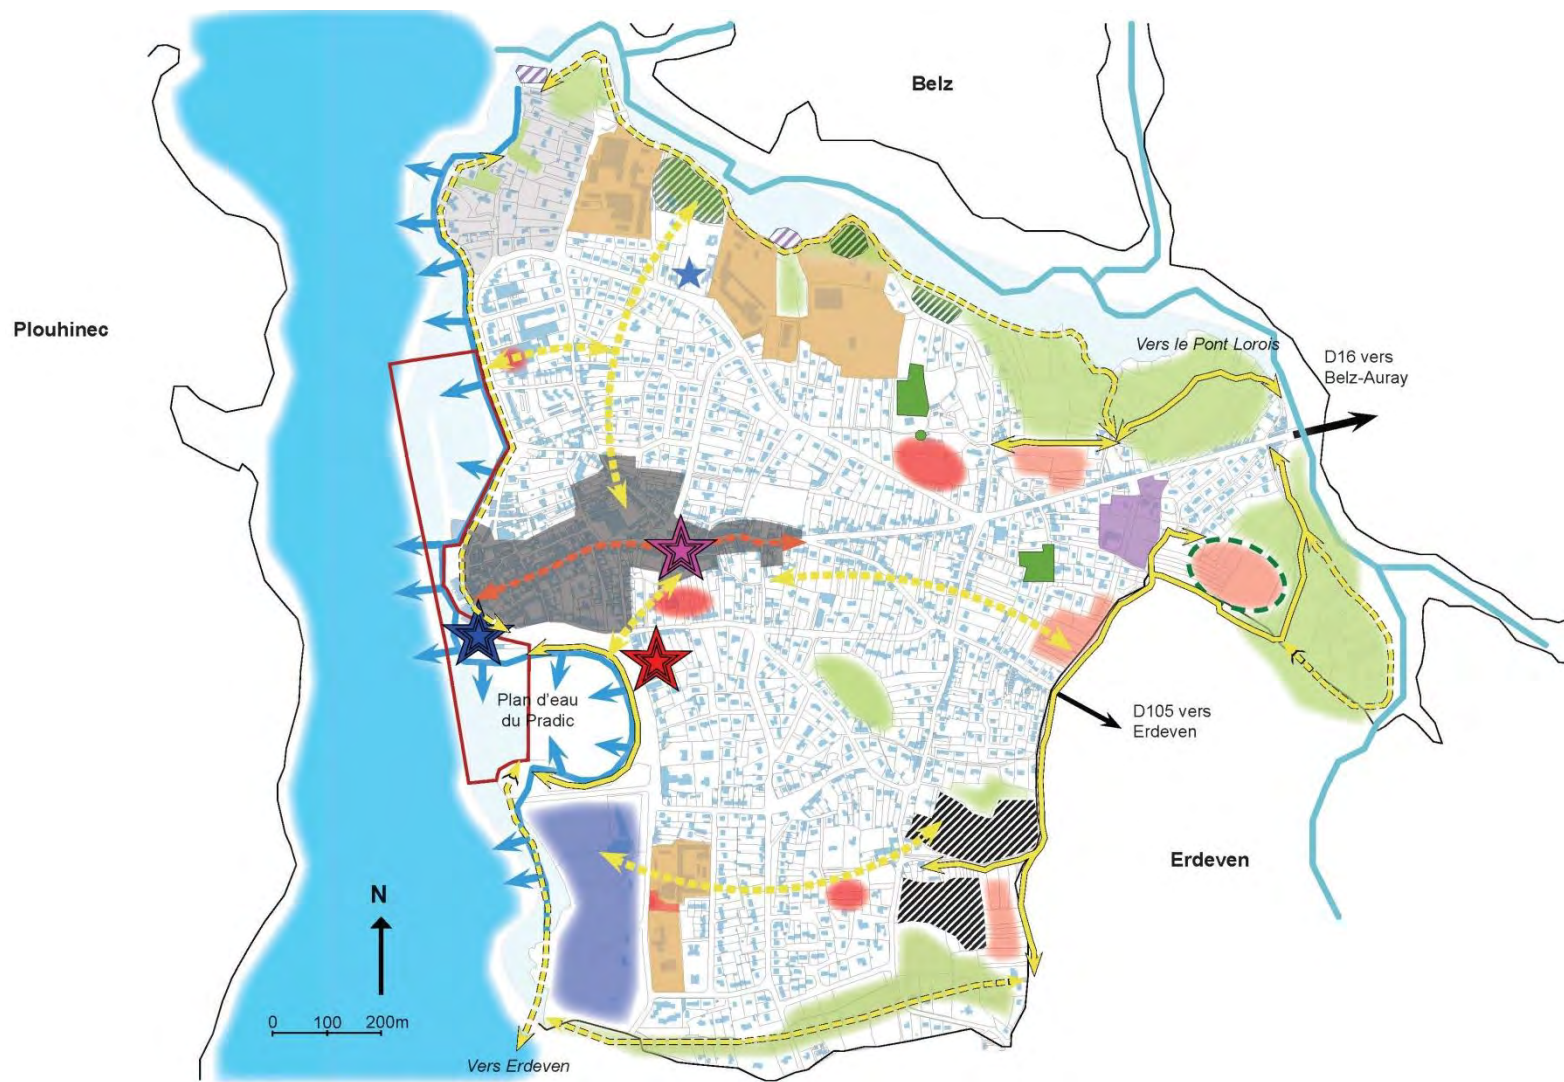 Belz
Plouhinec
Vers le Pont Lorois
D16 vers
Belz-Auray
Plan d'eau
du Pradic
D105 vers
Erdeven
Erdeven
N
0 100 200m
Vers Erdeven